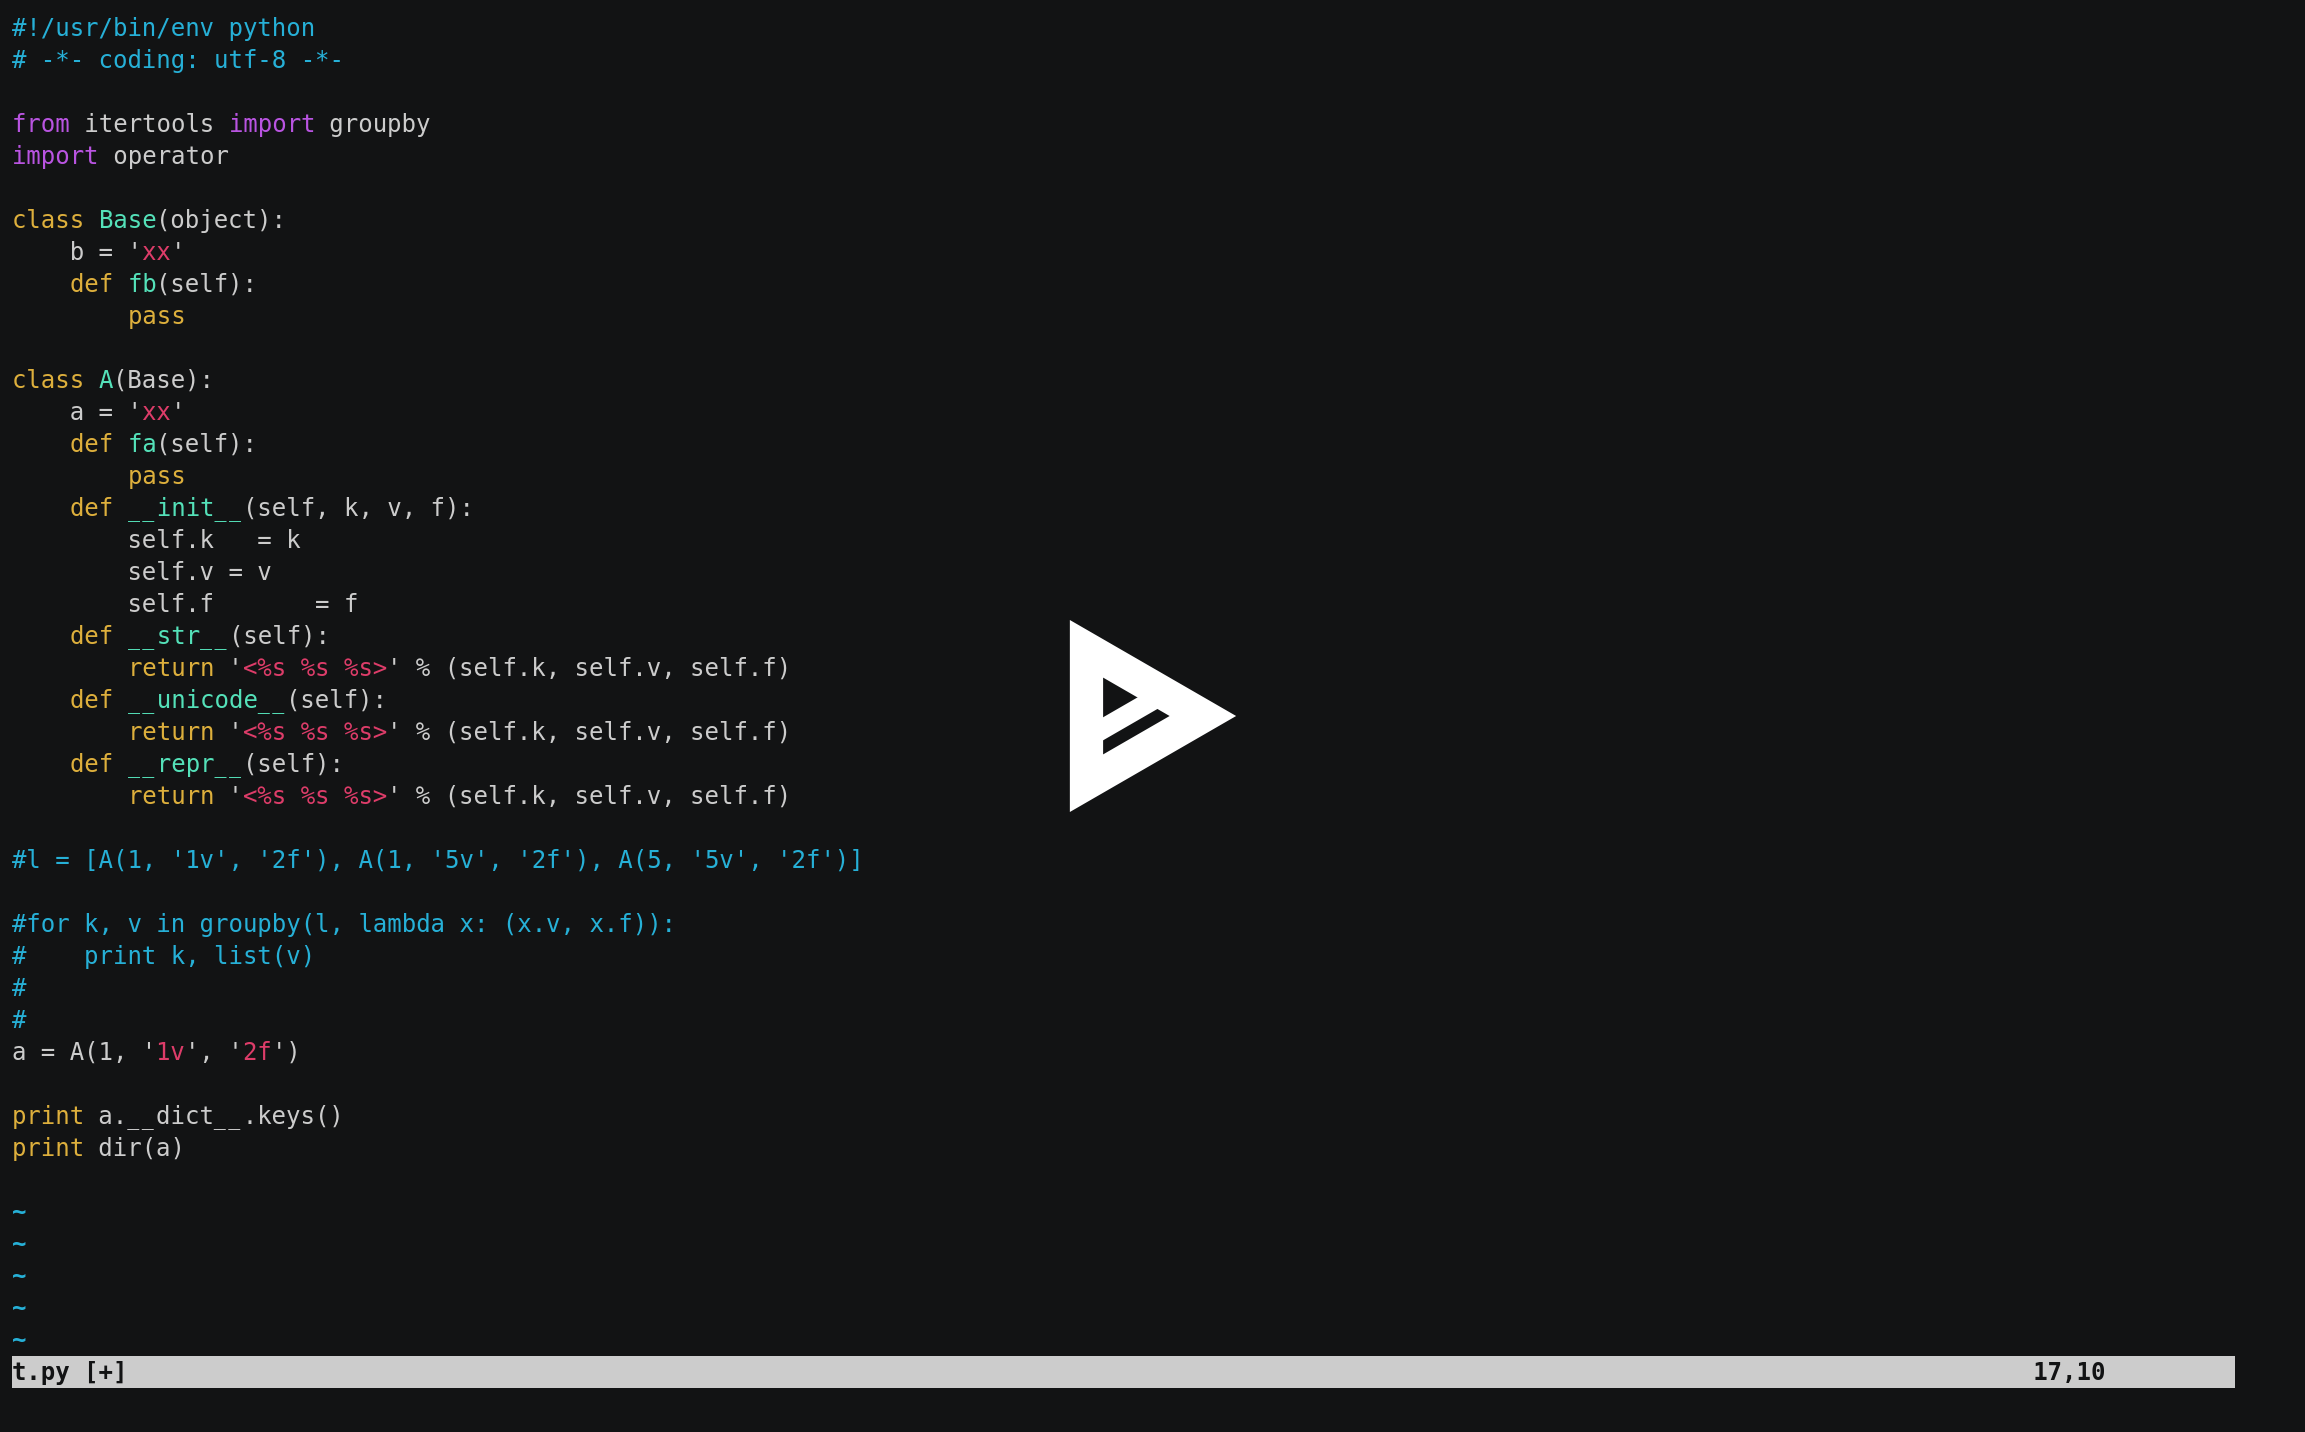 #!/usr/bin/env python
# -*- coding: utf-8 -*-

from itertools import groupby
import operator

class Base(object):
    b = 'xx'
    def fb(self):
        pass

class A(Base):
    a = 'xx'
    def fa(self):
        pass
    def __init__(self, k, v, f):
        self.k   = k
        self.v = v
        self.f       = f
    def __str__(self):
        return '<%s %s %s>' % (self.k, self.v, self.f)
    def __unicode__(self):
        return '<%s %s %s>' % (self.k, self.v, self.f)
    def __repr__(self):
        return '<%s %s %s>' % (self.k, self.v, self.f)

#l = [A(1, '1v', '2f'), A(1, '5v', '2f'), A(5, '5v', '2f')]

#for k, v in groupby(l, lambda x: (x.v, x.f)):
#    print k, list(v)
#
#
a = A(1, '1v', '2f')

print a.__dict__.keys()
print dir(a)

~
~
~
~
~
t.py [+] 17,10